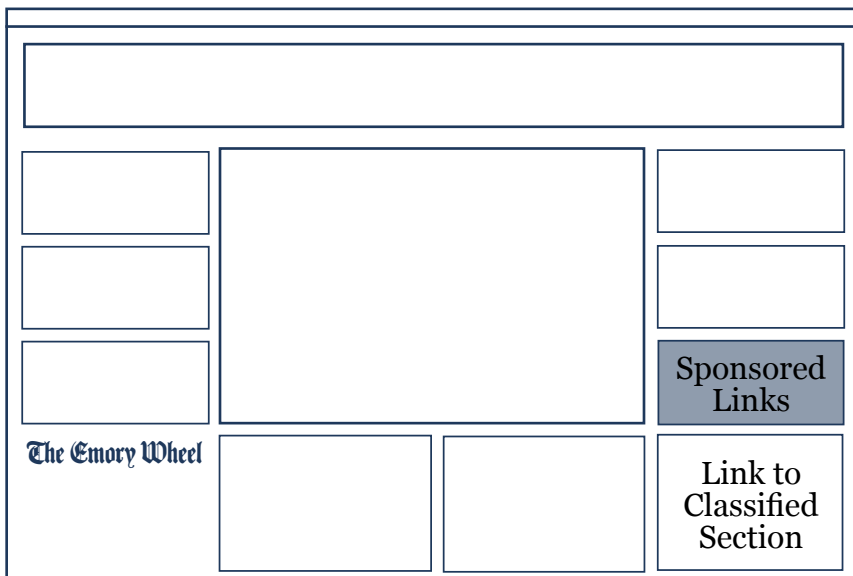 Sponsored
Links
The Emory Wheel
Link to
Classified
Section